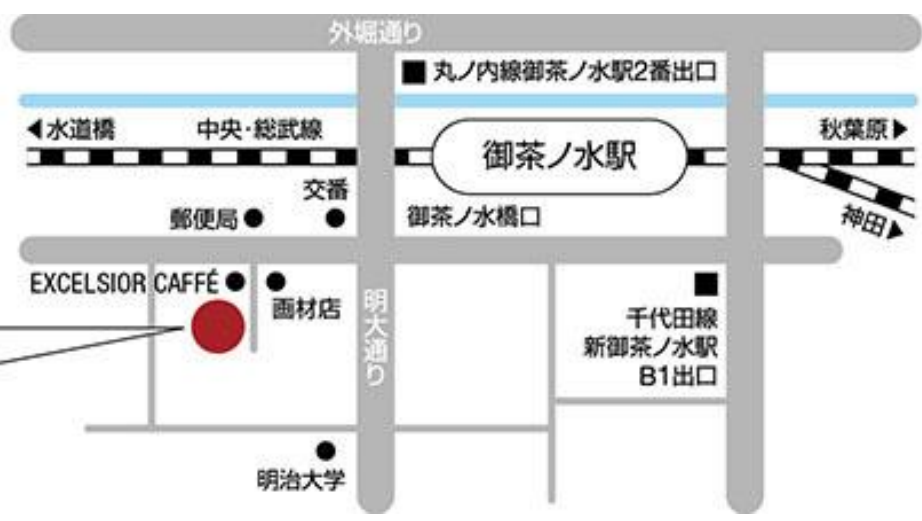 外堀通り
■ 丸ノ内線御茶ノ水駅2番出口
◀水道橋
中央・総武線
御茶ノ水駅
秋葉原▶
神田▶
交番
郵便局●
御茶ノ水橋口
EXCELSIOR CAFFÉ●
画材店
明大通り
千代田線
新御茶ノ水駅
B1出口
明治大学